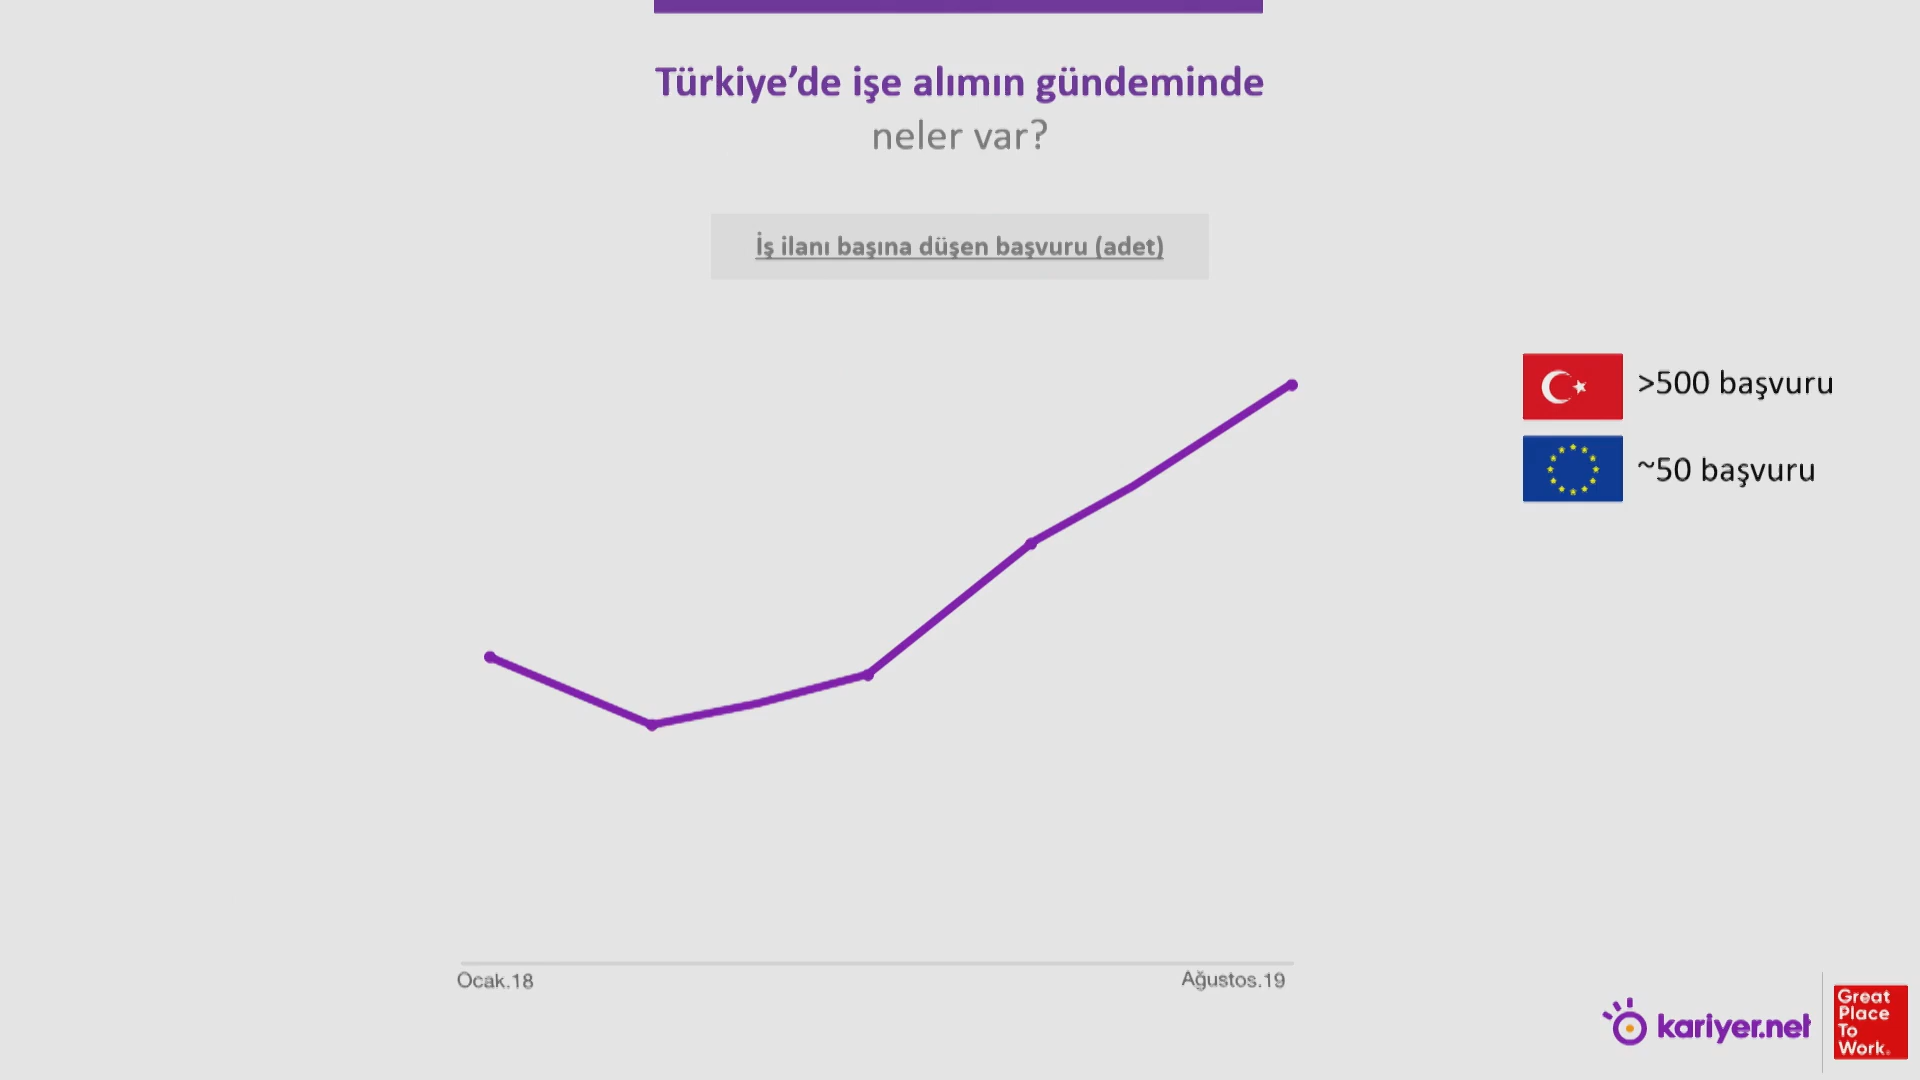 Türkiye’de işe alımın gündeminde
neler var?
İş ilanı başına düşen başvuru (adet)
>500 başvuru
~50 başvuru
Ocak.18
Ağustos.19
kariyer.net
Great
Place
To
Work.